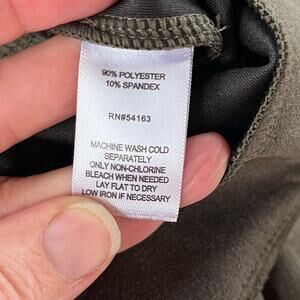 90% POLYESTER
10% SPANDEX
RN#54163
MACHINE WASH COLD
SEPARATELY
ONLY NON-CHLORINE
BLEACH WHEN NEEDED
LAY FLAT TO DRY
LOW IRON IF NECESSARY